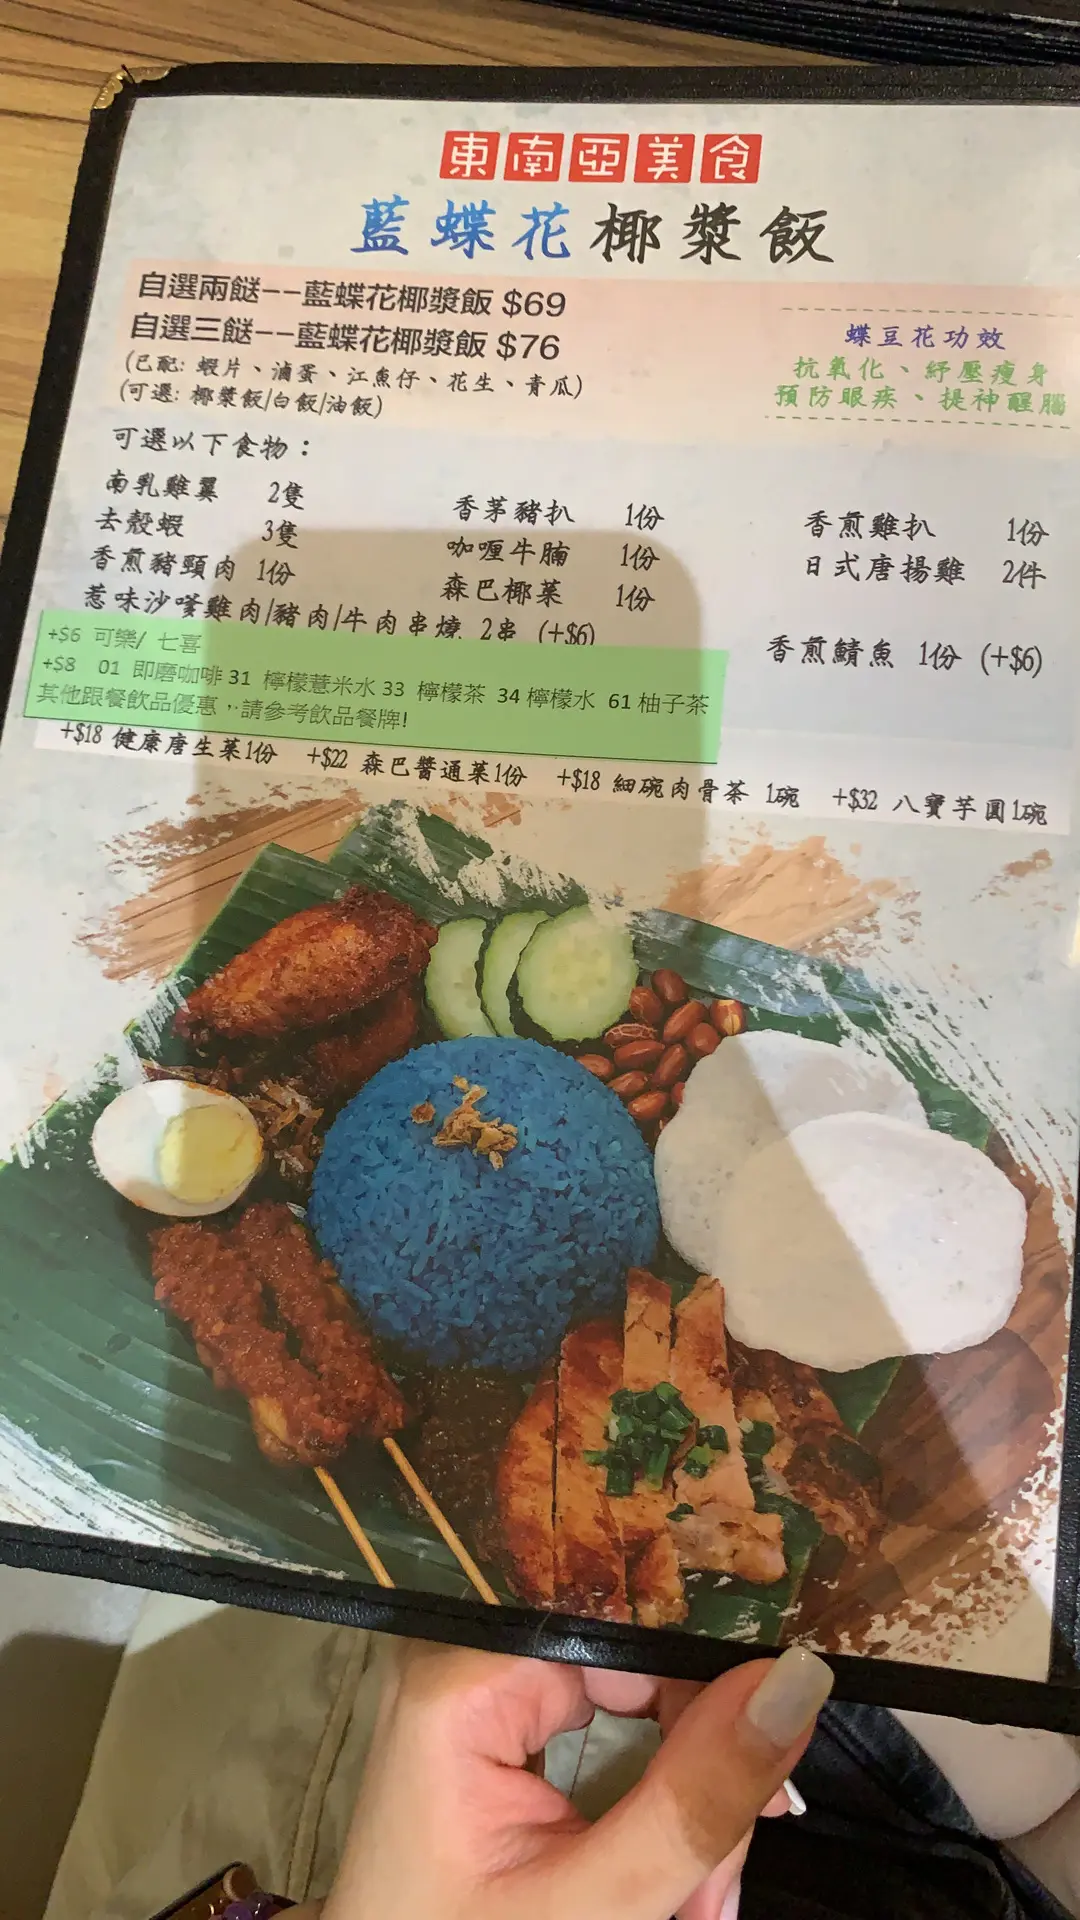 東南亞美食
藍蝶花椰漿飯
自選兩餸--藍蝶花椰漿飯 $69
自選三餸--藍蝶花椰漿飯 $76
(已配: 蝦片、滷蛋、江魚仔、花生、青瓜)
(可選: 椰漿飯/白飯/油飯)
蝶豆花功效
抗氧化、紓壓瘦身
預防眼疾、提神醒腦
可選以下食物：
南乳雞翼 2隻
去殼蝦 3隻
香煎豬頸肉 1份
惹味沙嗲雞肉/豬肉/牛肉串燒 2串 (+$6)
香茅豬扒 1份
咖喱牛腩 1份
森巴椰菜 1份
香煎雞扒 1份
日式唐揚雞 2件
香煎鯖魚 1份 (+$6)
+$6 可樂/ 七喜
+$8 01 即磨咖啡 31 檸檬薏米水 33 檸檬茶 34 檸檬水 61 柚子茶
其他跟餐飲品優惠，請參考飲品餐牌!
+$18 健康唐生菜1份 +$22 森巴醬通菜1份 +$18 細碗肉骨茶 1碗 +$32 八寶芋圓1碗